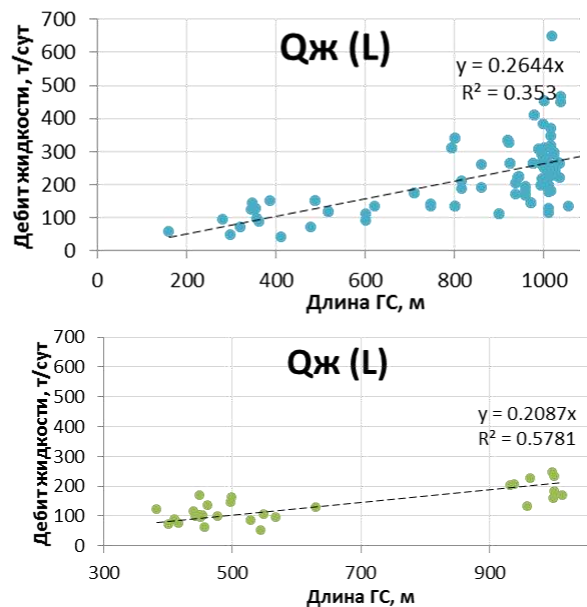 Qж (L)
y = 0.2644x
R² = 0.353
Дебит жидкости, т/сут
700
600
500
400
300
200
100
0
0 200 400 600 800 1000
Длина ГС, м
Qж (L)
y = 0.2087x
R² = 0.5781
Дебит жидкости, т/сут
700
600
500
400
300
200
100
0
300 500 700 900
Длина ГС, м